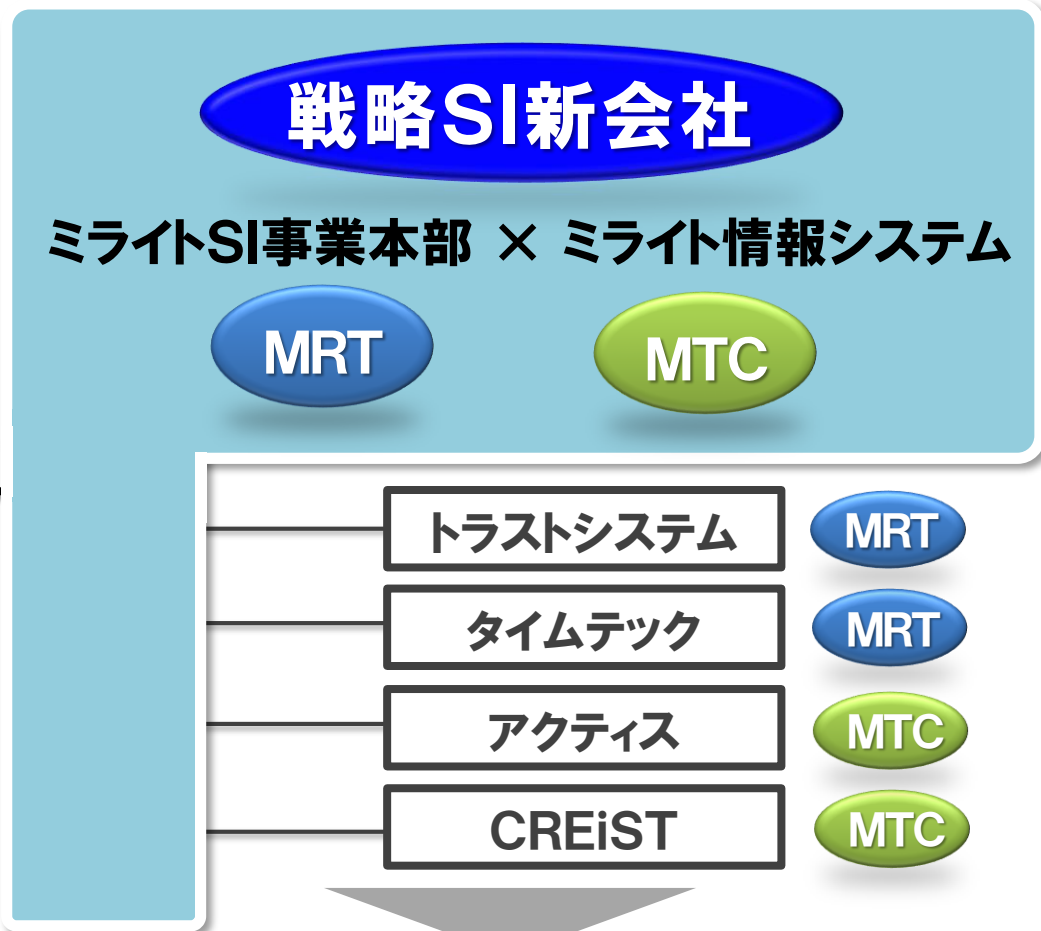 戦略SI新会社
ミライトSI事業本部 × ミライト情報システム
MRT MTC
トラストシステム MRT
タイムテック MRT
アクティス MTC
CREiST MTC